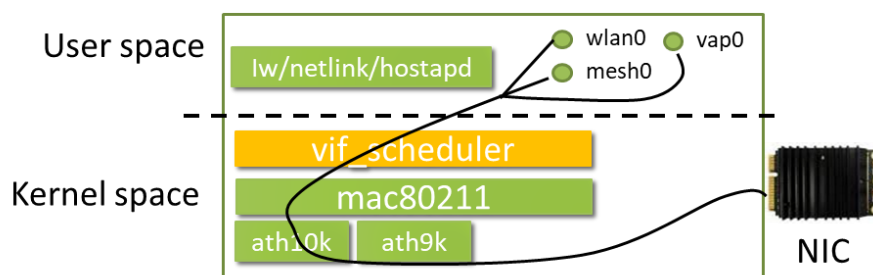 User space
Iw/netlink/hostapd
wlan0
vap0
mesh0
vif_scheduler
Kernel space
mac80211
ath10k
ath9k
NIC